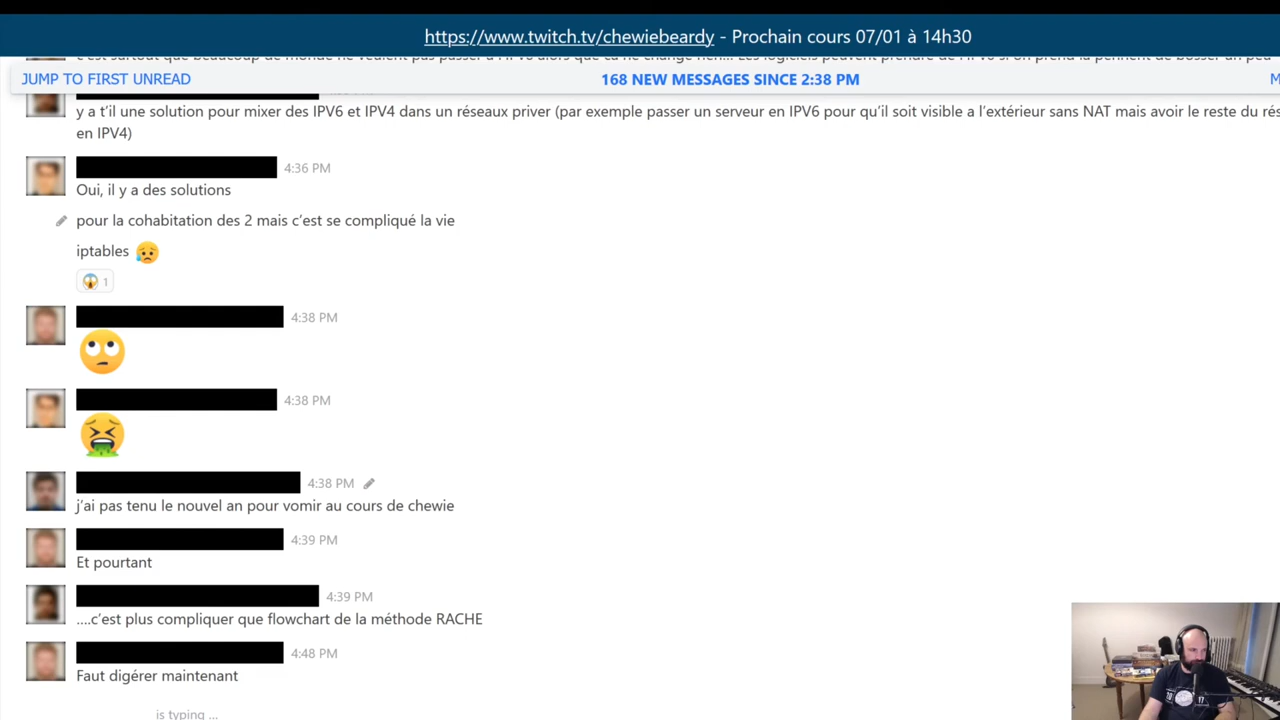 https://www.twitch.tv/chewiebeardy - Prochain cours 07/01 à 14h30
JUMP TO FIRST UNREAD
168 NEW MESSAGES SINCE 2:38 PM
y a t'il une solution pour mixer des IPV6 et IPV4 dans un réseaux priver (par exemple passer un serveur en IPV6 pour qu'il soit visible a l'extérieur sans NAT mais avoir le reste du
en IPV4)
4:36 PM
Oui, il y a des solutions
pour la cohabitation des 2 mais c'est se compliqué la vie
iptables 😥
😱 1
4:38 PM
🙄
4:38 PM
🤮
4:38 PM
j'ai pas tenu le nouvel an pour vomir au cours de chewie
4:39 PM
Et pourtant
4:39 PM
....c'est plus compliquer que flowchart de la méthode RACHE
4:48 PM
Faut digérer maintenant
is typing ...